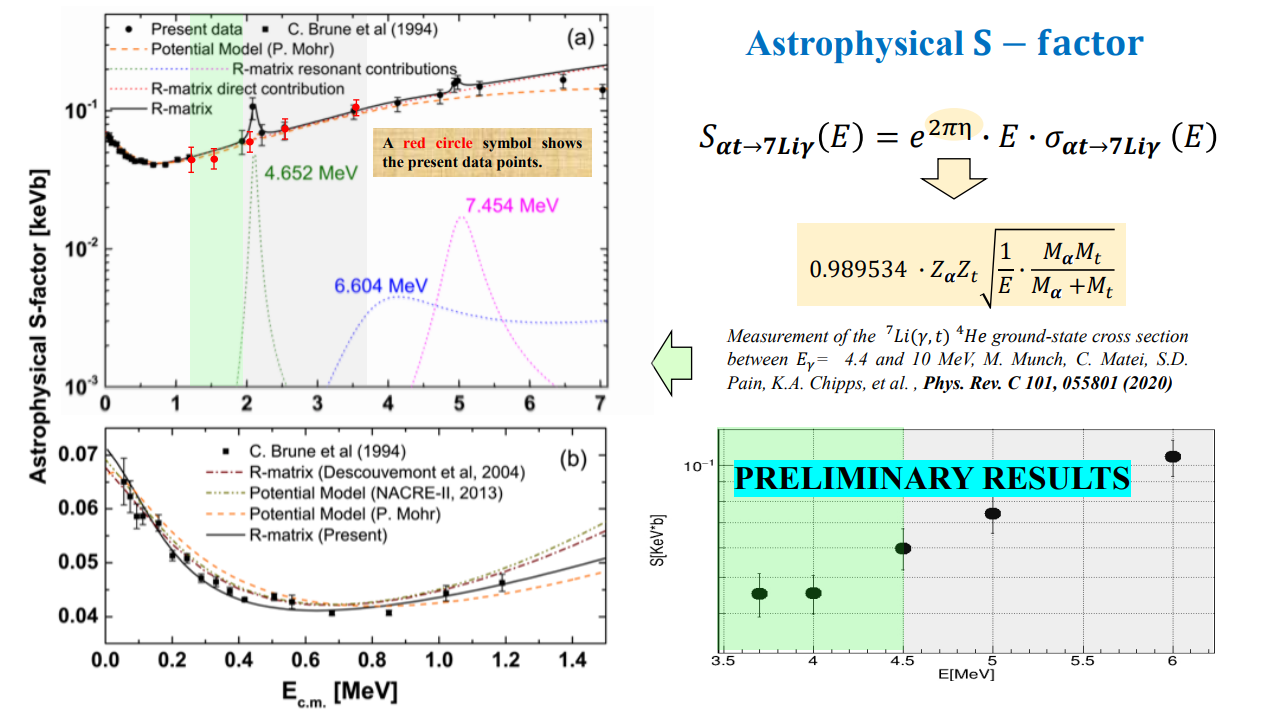 Astrophysical S – factor
Present data
C. Brune et al (1994)
Potential Model (P. Mohr)
R-matrix resonant contributions
R-matrix direct contribution
R-matrix
(a)
A red circle symbol shows
the present data points.
4.652 MeV
7.454 MeV
6.604 MeV
10⁻¹
10⁻²
10⁻³
0 1 2 3 4 5 6 7
Astrophysical S-factor [keVb]
(b)
C. Brune et al (1994)
R-matrix (Descouvemont et al, 2004)
Potential Model (NACRE-II, 2013)
Potential Model (P. Mohr)
R-matrix (Present)
0.07
0.06
0.05
0.04
0.0 0.2 0.4 0.6 0.8 1.0 1.2 1.4
E_c.m. [MeV]
S_αt→7Liγ(E) = e^2πη · E · σ_αt→7Liγ (E)
0.989534 · Z_α Z_t √(1/E · M_α M_t / M_α + M_t)
Measurement of the ⁷Li(γ,t) ⁴He ground-state cross section
between E_γ = 4.4 and 10 MeV, M. Munch, C. Matei, S.D.
Pain, K.A. Chipps, et al. , Phys. Rev. C 101, 055801 (2020)
PRELIMINARY RESULTS
10⁻¹
S[KeV*b]
3.5 4 4.5 5 5.5 6
E[MeV]